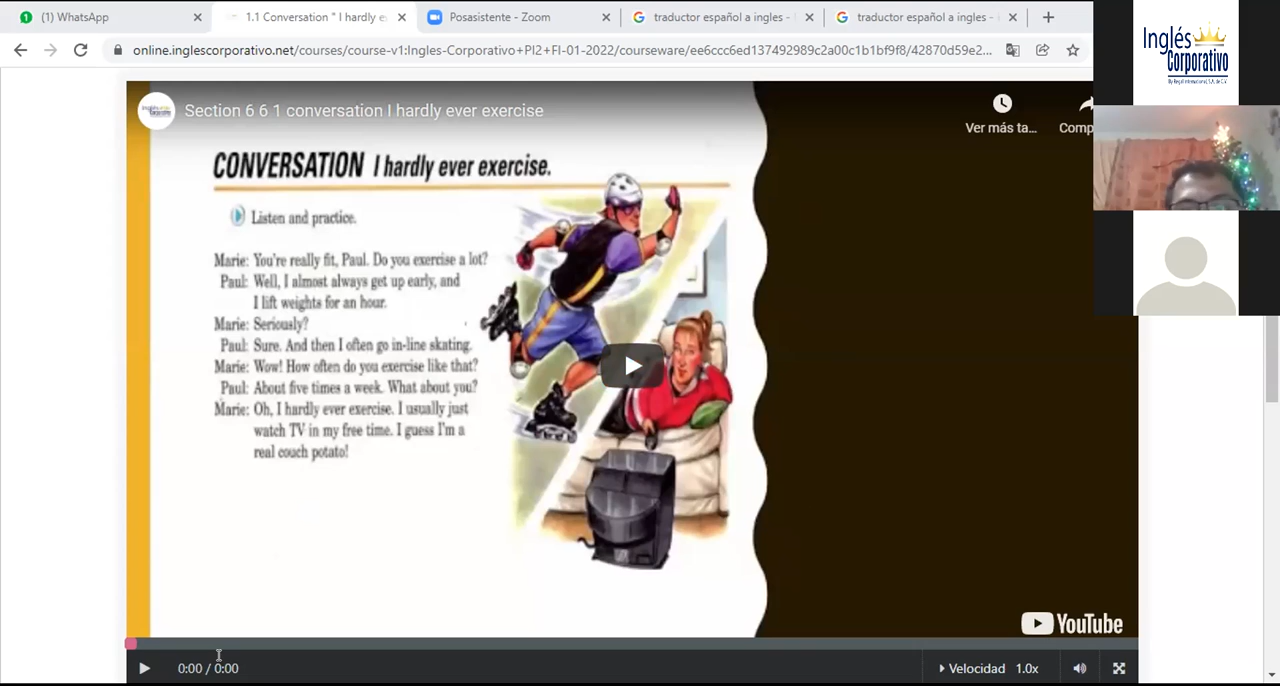 (1) WhatsApp
1.1 Conversation " I hardly e
Posasistente - Zoom
traductor español a ingles -
traductor español a ingles -
online.inglescorporativo.net/courses/course-v1:Ingles-Corporativo+PI2+FI-01-2022/courseware/ee6ccc6ed137492989c2a00c1b1bf9f8/42870d59e2...
Inglés
Corporativo
Section 6 6 1 conversation I hardly ever exercise
Ver más ta...
Comp
CONVERSATION I hardly ever exercise.
Listen and practice.
Marie: You're really fit, Paul. Do you exercise a lot?
Paul: Well, I almost always get up early, and
I lift weights for an hour.
Marie: Seriously?
Paul: Sure. And then I often go in-line skating.
Marie: Wow! How often do you exercise like that?
Paul: About five times a week. What about you?
Marie: Oh, I hardly ever exercise. I usually just
watch TV in my free time. I guess I'm a
real couch potato!
YouTube
0:00 / 0:00
Velocidad 1.0x